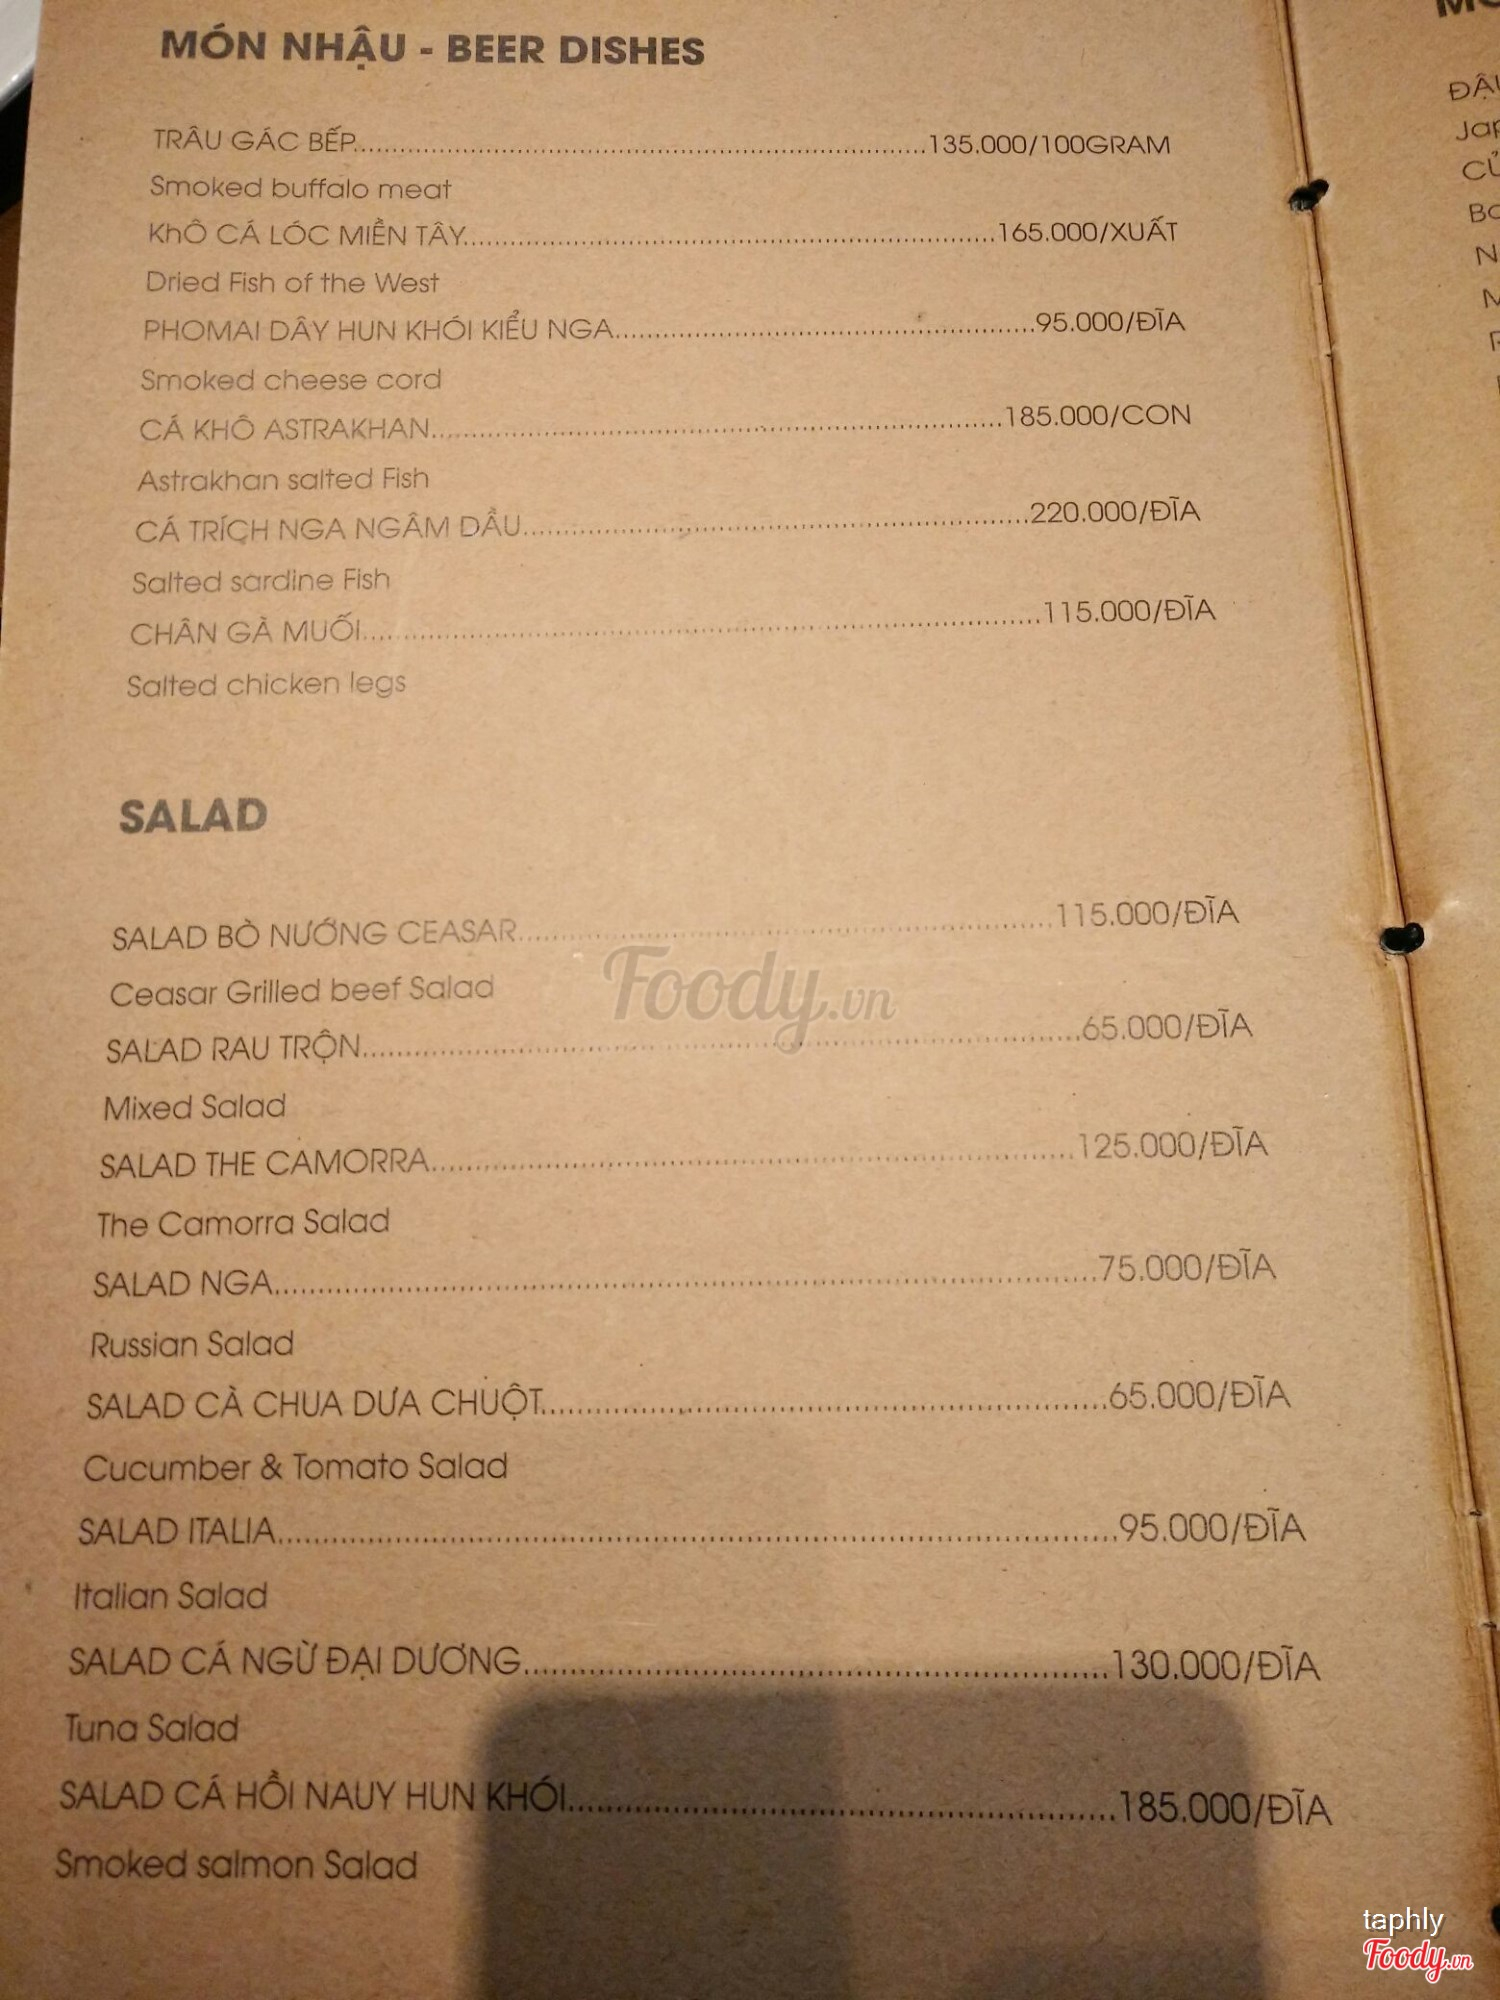 MÓN NHẬU - BEER DISHES
TRÂU GÁC BẾP....................135.000/100GRAM
Smoked buffalo meat
KhÔ CÁ LÓC MIỀN TÂY....................165.000/XUẤT
Dried Fish of the West
PHOMAI DÂY HUN KHÓI KIỂU NGA....................95.000/ĐĨA
Smoked cheese cord
CÁ KHÔ ASTRAKHAN....................185.000/CON
Astrakhan salted Fish
CÁ TRÍCH NGA NGÂM DẦU....................220.000/ĐĨA
Salted sardine Fish
CHÂN GÀ MUỐI....................115.000/ĐĨA
Salted chicken legs
SALAD
SALAD BÒ NƯỚNG CEASAR....................115.000/ĐĨA
Ceasar Grilled beef Salad
SALAD RAU TRỘN....................65.000/ĐĨA
Mixed Salad
SALAD THE CAMORRA....................125.000/ĐĨA
The Camorra Salad
SALAD NGA....................75.000/ĐĨA
Russian Salad
SALAD CÀ CHUA DƯA CHUỘT....................65.000/ĐĨA
Cucumber & Tomato Salad
SALAD ITALIA....................95.000/ĐĨA
Italian Salad
SALAD CÁ NGỪ ĐẠI DƯƠNG....................130.000/ĐĨA
Tuna Salad
SALAD CÁ HỒI NAUY HUN KHÓI....................185.000/ĐĨA
Smoked salmon Salad
Foody.vn
taphly
Foody.vn